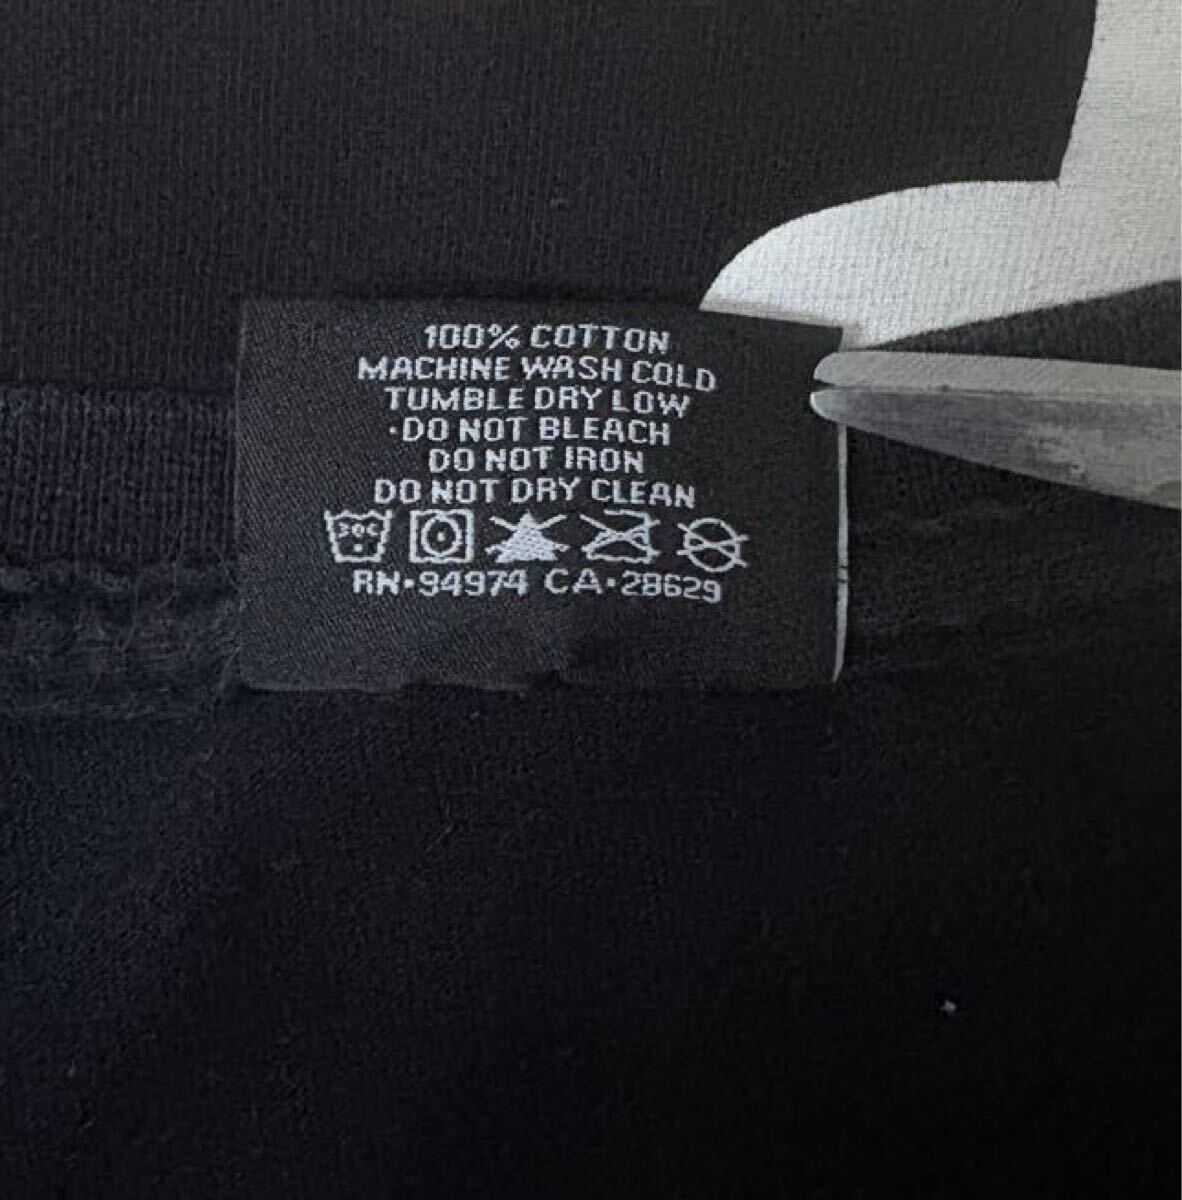 100% COTTON
MACHINE WASH COLD
TUMBLE DRY LOW
·DO NOT BLEACH
DO NOT IRON
DO NOT DRY CLEAN
30C
RN·94974 CA·28629